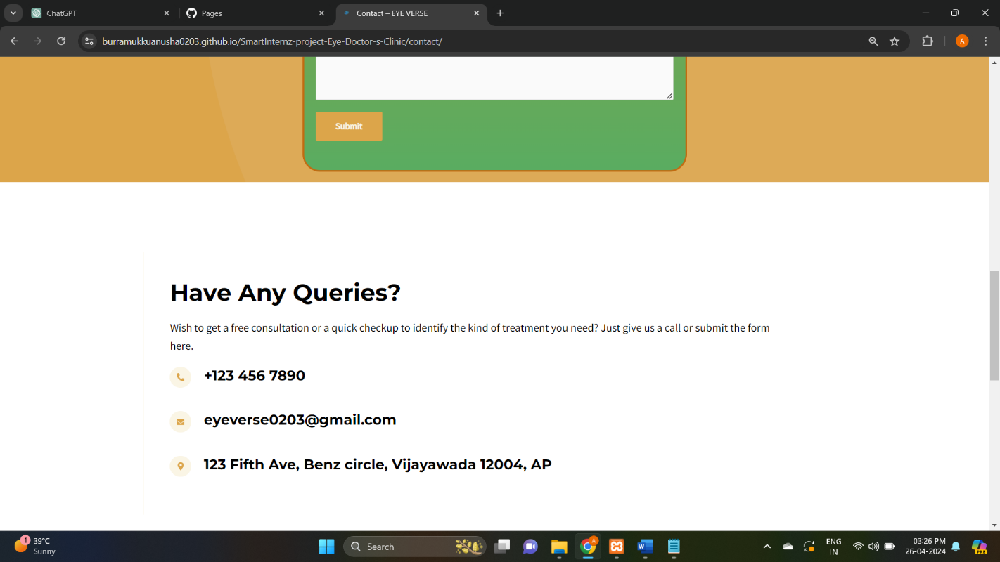 ChatGPT
Pages
Contact – EYE VERSE
burramukkuanusha0203.github.io/SmartInternz-project-Eye-Doctor-s-Clinic/contact/
A
Submit
Have Any Queries?
Wish to get a free consultation or a quick checkup to identify the kind of treatment you need? Just give us a call or submit the form
here.
+123 456 7890
eyeverse0203@gmail.com
123 Fifth Ave, Benz circle, Vijayawada 12004, AP
1
39°C
Sunny
Search
A
W
ENG
IN
03:26 PM
26-04-2024
PRE